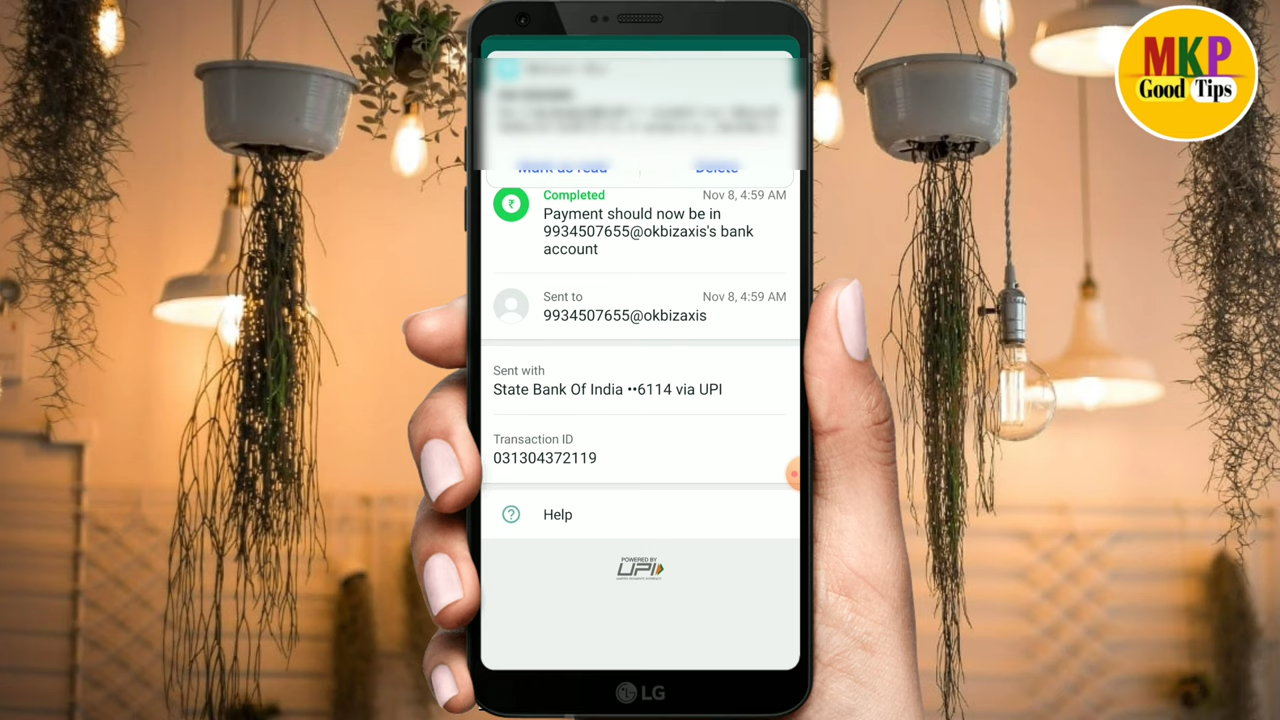 MKP
Good Tips
Mark as read
Delete
Completed
Nov 8, 4:59 AM
Payment should now be in
9934507655@okbizaxis's bank
account
Sent to
Nov 8, 4:59 AM
9934507655@okbizaxis
Sent with
State Bank Of India ••6114 via UPI
Transaction ID
031304372119
Help
POWERED BY
UPI
LG